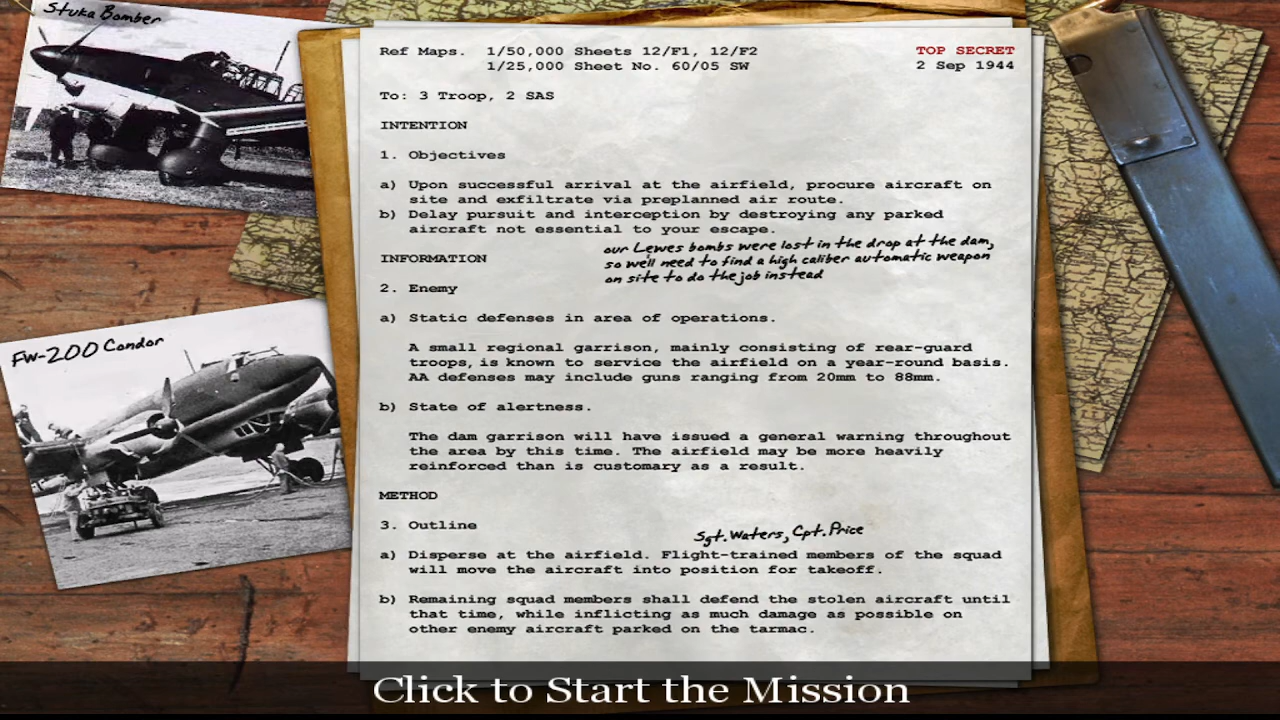 Stuka Bomber
Ref Maps. 1/50,000 Sheets 12/F1, 12/F2
TOP SECRET
1/25,000 Sheet No. 60/05 SW
2 Sep 1944
To: 3 Troop, 2 SAS
INTENTION
1. Objectives
a) Upon successful arrival at the airfield, procure aircraft on
site and exfiltrate via preplanned air route.
b) Delay pursuit and interception by destroying any parked
aircraft not essential to your escape.
our Lewes bombs were lost in the drop at the dam,
so we'll need to find a high caliber automatic weapon
on site to do the job instead
INFORMATION
2. Enemy
a) Static defenses in area of operations.
A small regional garrison, mainly consisting of rear-guard
troops, is known to service the airfield on a year-round basis.
AA defenses may include guns ranging from 20mm to 88mm.
FW-200 Condor
b) State of alertness.
The dam garrison will have issued a general warning throughout
the area by this time. The airfield may be more heavily
reinforced than is customary as a result.
METHOD
3. Outline
Sgt. Waters, Cpt. Price
a) Disperse at the airfield. Flight-trained members of the squad
will move the aircraft into position for takeoff.
b) Remaining squad members shall defend the stolen aircraft until
that time, while inflicting as much damage as possible on
other enemy aircraft parked on the tarmac.
Click to Start the Mission